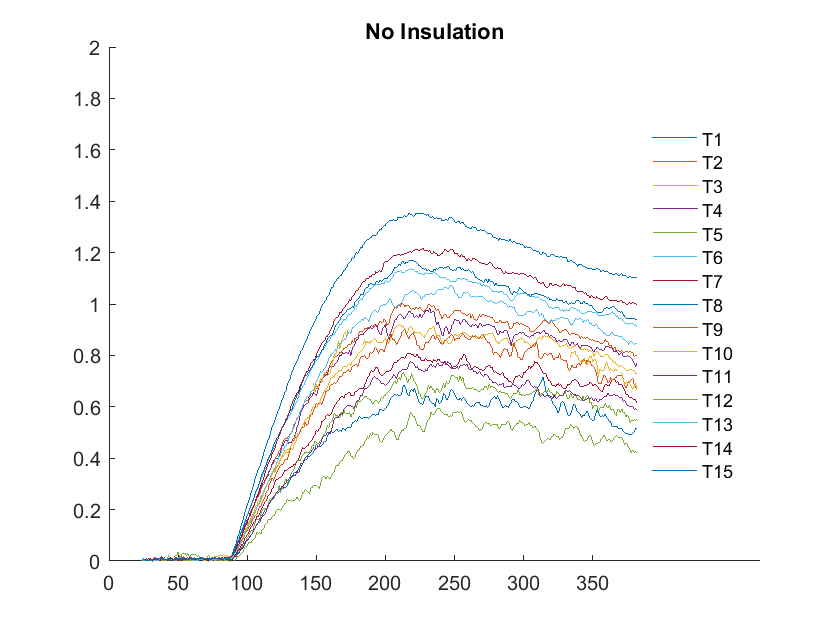 No Insulation
2
1.8
1.6
1.4
1.2
1
0.8
0.6
0.4
0.2
0
0 50 100 150 200 250 300 350
T1
T2
T3
T4
T5
T6
T7
T8
T9
T10
T11
T12
T13
T14
T15